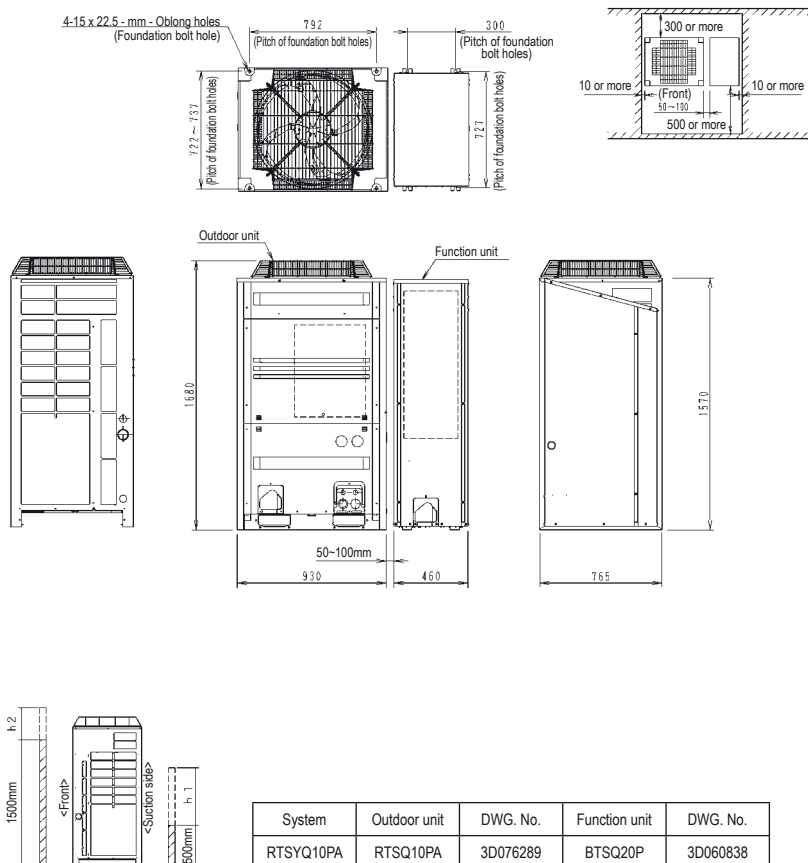 4-15 x 22.5 - mm - Oblong holes
(Foundation bolt hole)
792
(Pitch of foundation bolt holes)
300
(Pitch of foundation
bolt holes)
722~737
(Pitch of foundation bolt holes)
727
(Pitch of foundation bolt holes)
300 or more
10 or more
(Front)
10 or more
50~100
500 or more
Outdoor unit
Function unit
1680
1570
50~100mm
930
460
765
h2
1500mm
<Front>
<Suction side>
h1
500mm
System Outdoor unit DWG. No. Function unit DWG. No.
RTSYQ10PA RTSQ10PA 3D076289 BTSQ20P 3D060838